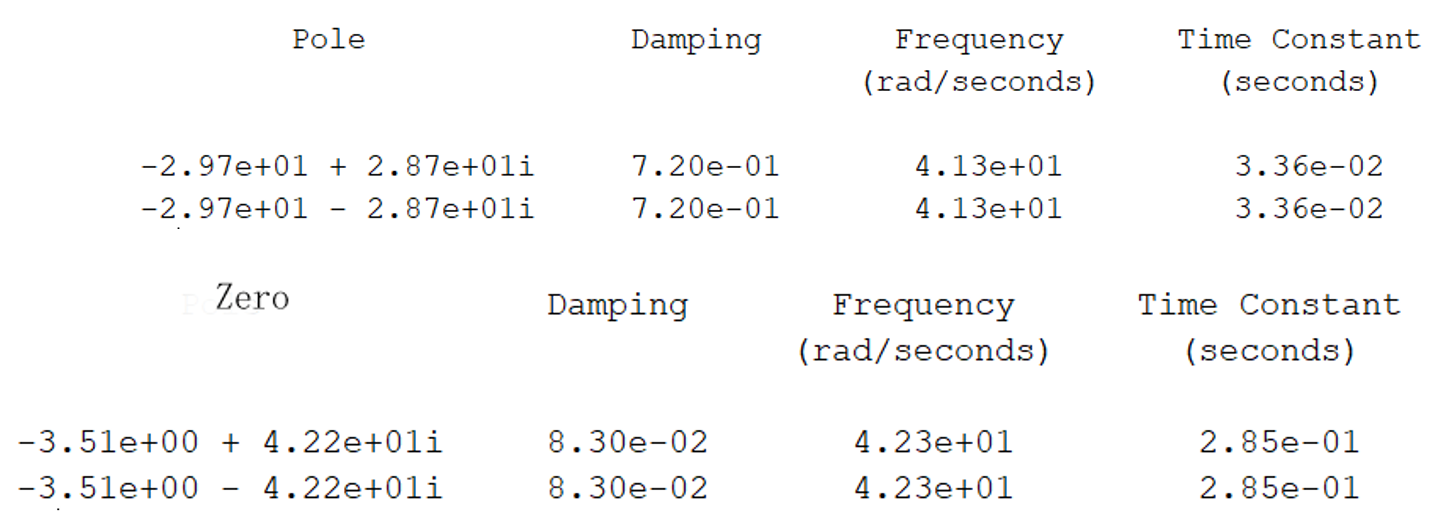 Pole Damping Frequency Time Constant
(rad/seconds) (seconds)
-2.97e+01 + 2.87e+01i 7.20e-01 4.13e+01 3.36e-02
-2.97e+01 - 2.87e+01i 7.20e-01 4.13e+01 3.36e-02
Zero Damping Frequency Time Constant
(rad/seconds) (seconds)
-3.51e+00 + 4.22e+01i 8.30e-02 4.23e+01 2.85e-01
-3.51e+00 - 4.22e+01i 8.30e-02 4.23e+01 2.85e-01